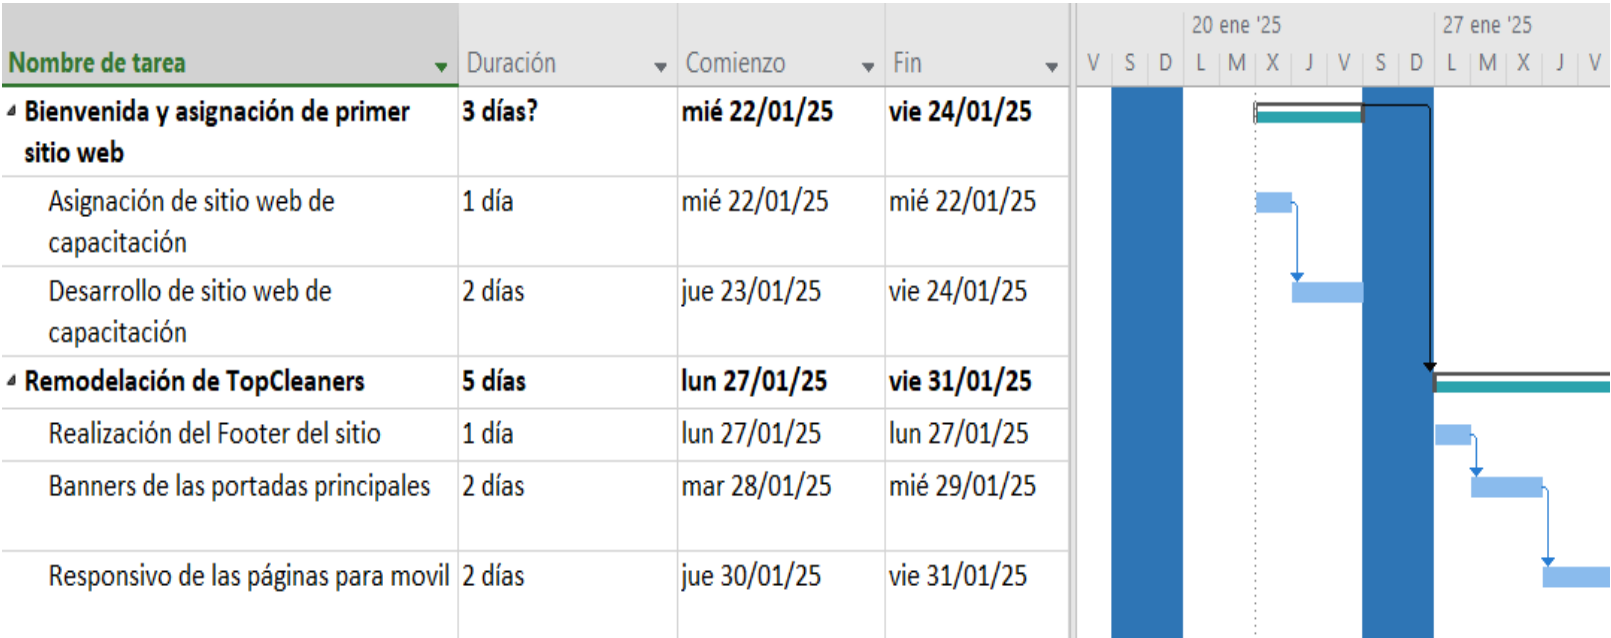 20 ene '25 27 ene '25
Nombre de tarea Duración Comienzo Fin V S D L M X J V S D L M X J V
Bienvenida y asignación de primer 3 días? mié 22/01/25 vie 24/01/25
sitio web
Asignación de sitio web de 1 día mié 22/01/25 mié 22/01/25
capacitación
Desarrollo de sitio web de 2 días jue 23/01/25 vie 24/01/25
capacitación
Remodelación de TopCleaners 5 días lun 27/01/25 vie 31/01/25
Realización del Footer del sitio 1 día lun 27/01/25 lun 27/01/25
Banners de las portadas principales 2 días mar 28/01/25 mié 29/01/25
Responsivo de las páginas para movil 2 días jue 30/01/25 vie 31/01/25